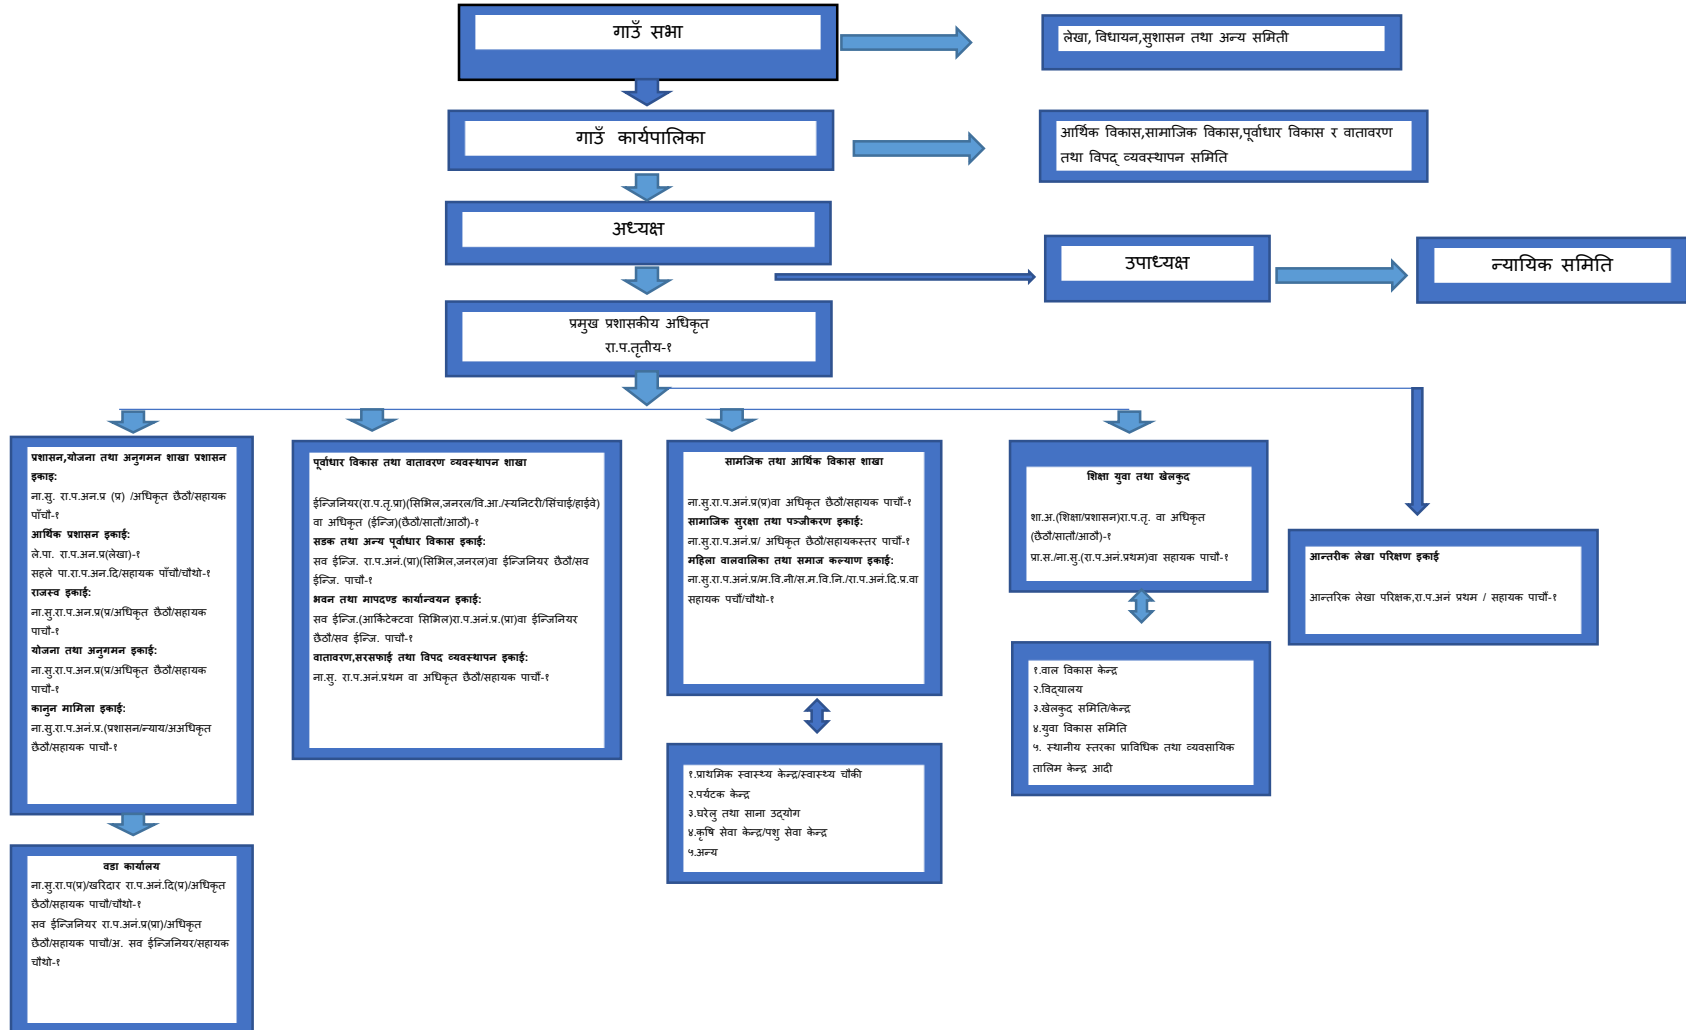 गाउँ सभा
लेखा, विधायन,सुशासन तथा अन्य समिती
गाउँ कार्यपालिका
आर्थिक विकास,सामाजिक विकास,पूर्वाधार विकास र वातावरण
तथा विपद् व्यवस्थापन समिति
अध्यक्ष
उपाध्यक्ष
न्यायिक समिति
प्रमुख प्रशासकीय अधिकृत
रा.प.तृतीय-१
प्रशासन,योजना तथा अनुगमन शाखा प्रशासन
इकाइ:
ना.सु. रा.प.अन.प्र (प्र) /अधिकृत छैठौ/सहायक
पाँचौ-१
आर्थिक प्रशासन इकाई:
ले.पा. रा.प.अन.प्र(लेखा)-१
सहले पा.रा.प.अन.दि/सहायक पाँचौ/चौथो-१
राजस्व इकाई:
ना.सु.रा.प.अन.प्र(प्र/अधिकृत छैठौ/सहायक
पाचौ-१
योजना तथा अनुगमन इकाई:
ना.सु.रा.प.अन.प्र(प्र/अधिकृत छैठौ/सहायक
पाचौ-१
कानुन मामिला इकाई:
ना.सु.रा.प.अनं.प्र.(प्रशासन/न्याय/अअधिकृत
छैठौ/सहायक पाचौ-१
पूर्वाधार विकास तथा वातावरण व्यवस्थापन शाखा
ईन्जिनियर(रा.प.तृ.प्रा)(सिभिल,जनरल/वि.आ./स्यनिटरी/सिंचाई/हाईवे)
वा अधिकृत (ईन्जि)(छैठौ/सातौ/आठौ)-१
सडक तथा अन्य पूर्वाधार विकास इकाई:
सव ईन्जि. रा.प.अनं.(प्रा)(सिभिल,जनरल)वा ईन्जिनियर छैठौ/सव
ईन्जि. पाचौ-१
भवन तथा मापदण्ड कार्यान्वयन इकाई:
सव ईन्जि.(आर्किटेक्टवा सिभिल)रा.प.अनं.प्र.(प्रा)वा ईन्जिनियर
छैठौ/सव ईन्जि. पाचौ-१
वातावरण,सरसफाई तथा विपद व्यवस्थापन इकाई:
ना.सु. रा.प.अनं.प्रथम वा अधिकृत छैठौ/सहायक पाचौं-१
सामजिक तथा आर्थिक विकास शाखा
ना.सु.रा.प.अनं.प्र(प्र)वा अधिकृत छैठौ/सहायक पाचौं-१
सामाजिक सुरक्षा तथा पञ्जीकरण इकाई:
ना.सु.रा.प.अनं.प्र/ अधिकृत छैठौ/सहायकस्तर पाचौं-१
महिला वालवालिका तथा समाज कल्याण इकाई:
ना.सु.रा.प.अनं.प्र/म.वि.नी/स.म.वि.नि./रा.प.अनं.दि.प्र.वा
सहायक पचौं/चौथो-१
शिक्षा युवा तथा खेलकुद
शा.अ.(शिक्षा/प्रशासन)रा.प.तृ. वा अधिकृत
(छैठौ/सातौ/आठौ)-१
प्रा.स./ना.सु.(रा.प.अनं.प्रथम)वा सहायक पाचौ-१
आन्तरीक लेखा परिक्षण इकाई
आन्तरिक लेखा परिक्षक,रा.प.अनं प्रथम / सहायक पाचौं-१
१.वाल विकास केन्द्र
२.विद्यालय
३.खेलकुद समिति/केन्द्र
४.युवा विकास समिति
५. स्थानीय स्तरका प्राविधिक तथा व्यवसायिक
तालिम केन्द्र आदी
१.प्राथमिक स्वास्थ्य केन्द्र/स्वास्थ्य चौकी
२.पर्यटक केन्द्र
३.घरेलु तथा साना उद्योग
४.कृषि सेवा केन्द्र/पशु सेवा केन्द्र
५.अन्य
वडा कार्यालय
ना.सु.रा.प(प्र)/खरिदार रा.प.अनं.दि(प्र)/अधिकृत
छैठौ/सहायक पाचौ/चौथो-१
सव ईन्जिनियर रा.प.अनं.प्र(प्रा)/अधिकृत
छैठौ/सहायक पाचौ/अ. सव ईन्जिनियर/सहायक
चौथो-१